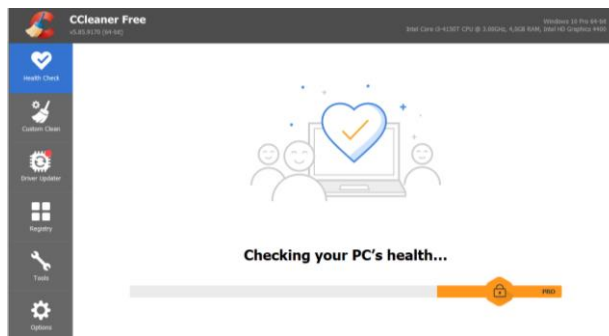 CCleaner Free
v5.85.9170 (64-bit)
Windows 10 Pro 64-bit
Intel Core i3-4150T CPU @ 3.00GHz, 4,0GB RAM, Intel HD Graphics 4400
Health Check
Custom Clean
Driver Updater
Registry
Tools
Options
Checking your PC's health...
PRO